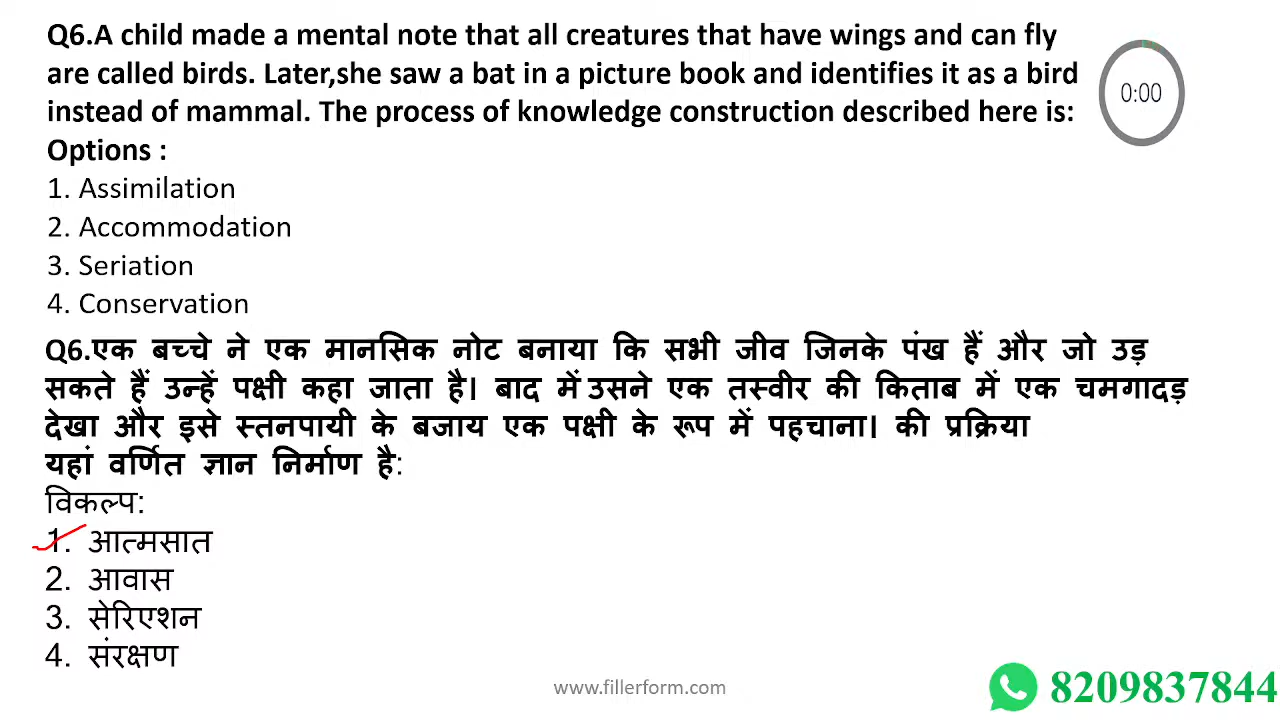 Q6.A child made a mental note that all creatures that have wings and can fly
are called birds. Later,she saw a bat in a picture book and identifies it as a bird
instead of mammal. The process of knowledge construction described here is:
Options :
1. Assimilation
2. Accommodation
3. Seriation
4. Conservation
0:00
Q6.एक बच्चे ने एक मानसिक नोट बनाया कि सभी जीव जिनके पंख हैं और जो उड़
सकते हैं उन्हें पक्षी कहा जाता है। बाद में उसने एक तस्वीर की किताब में एक चमगादड़
देखा और इसे स्तनपायी के बजाय एक पक्षी के रूप में पहचाना। की प्रक्रिया
यहां वर्णित ज्ञान निर्माण है:
विकल्प:
1. आत्मसात
2. आवास
3. सेरिएशन
4. संरक्षण
www.fillerform.com
8209837844